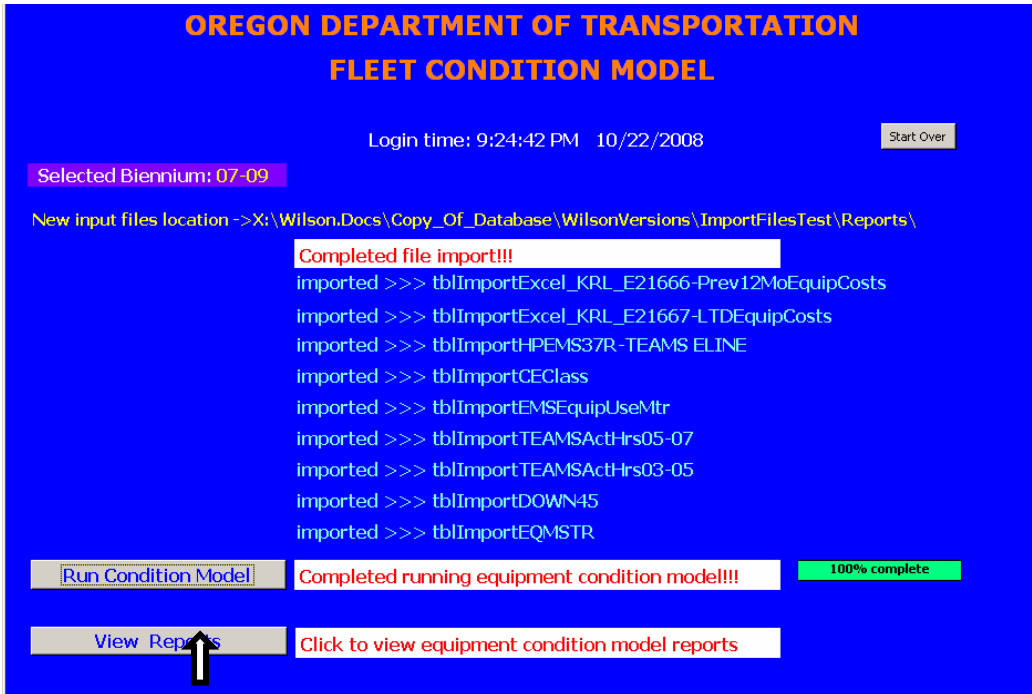 OREGON DEPARTMENT OF TRANSPORTATION
FLEET CONDITION MODEL
Login time: 9:24:42 PM 10/22/2008
Start Over
Selected Biennium: 07-09
New input files location ->X:\Wilson.Docs\Copy_Of_Database\WilsonVersions\ImportFilesTest\Reports\
Completed file import!!!
imported >>> tblImportExcel_KRL_E21666-Prev12MoEquipCosts
imported >>> tblImportExcel_KRL_E21667-LTDEquipCosts
imported >>> tblImportHPEMS37R-TEAMS ELINE
imported >>> tblImportCEClass
imported >>> tblImportEMSEquipUseMtr
imported >>> tblImportTEAMSActHrs05-07
imported >>> tblImportTEAMSActHrs03-05
imported >>> tblImportDOWN45
imported >>> tblImportEQMSTR
Run Condition Model
Completed running equipment condition model!!!
100% complete
View Reports
Click to view equipment condition model reports